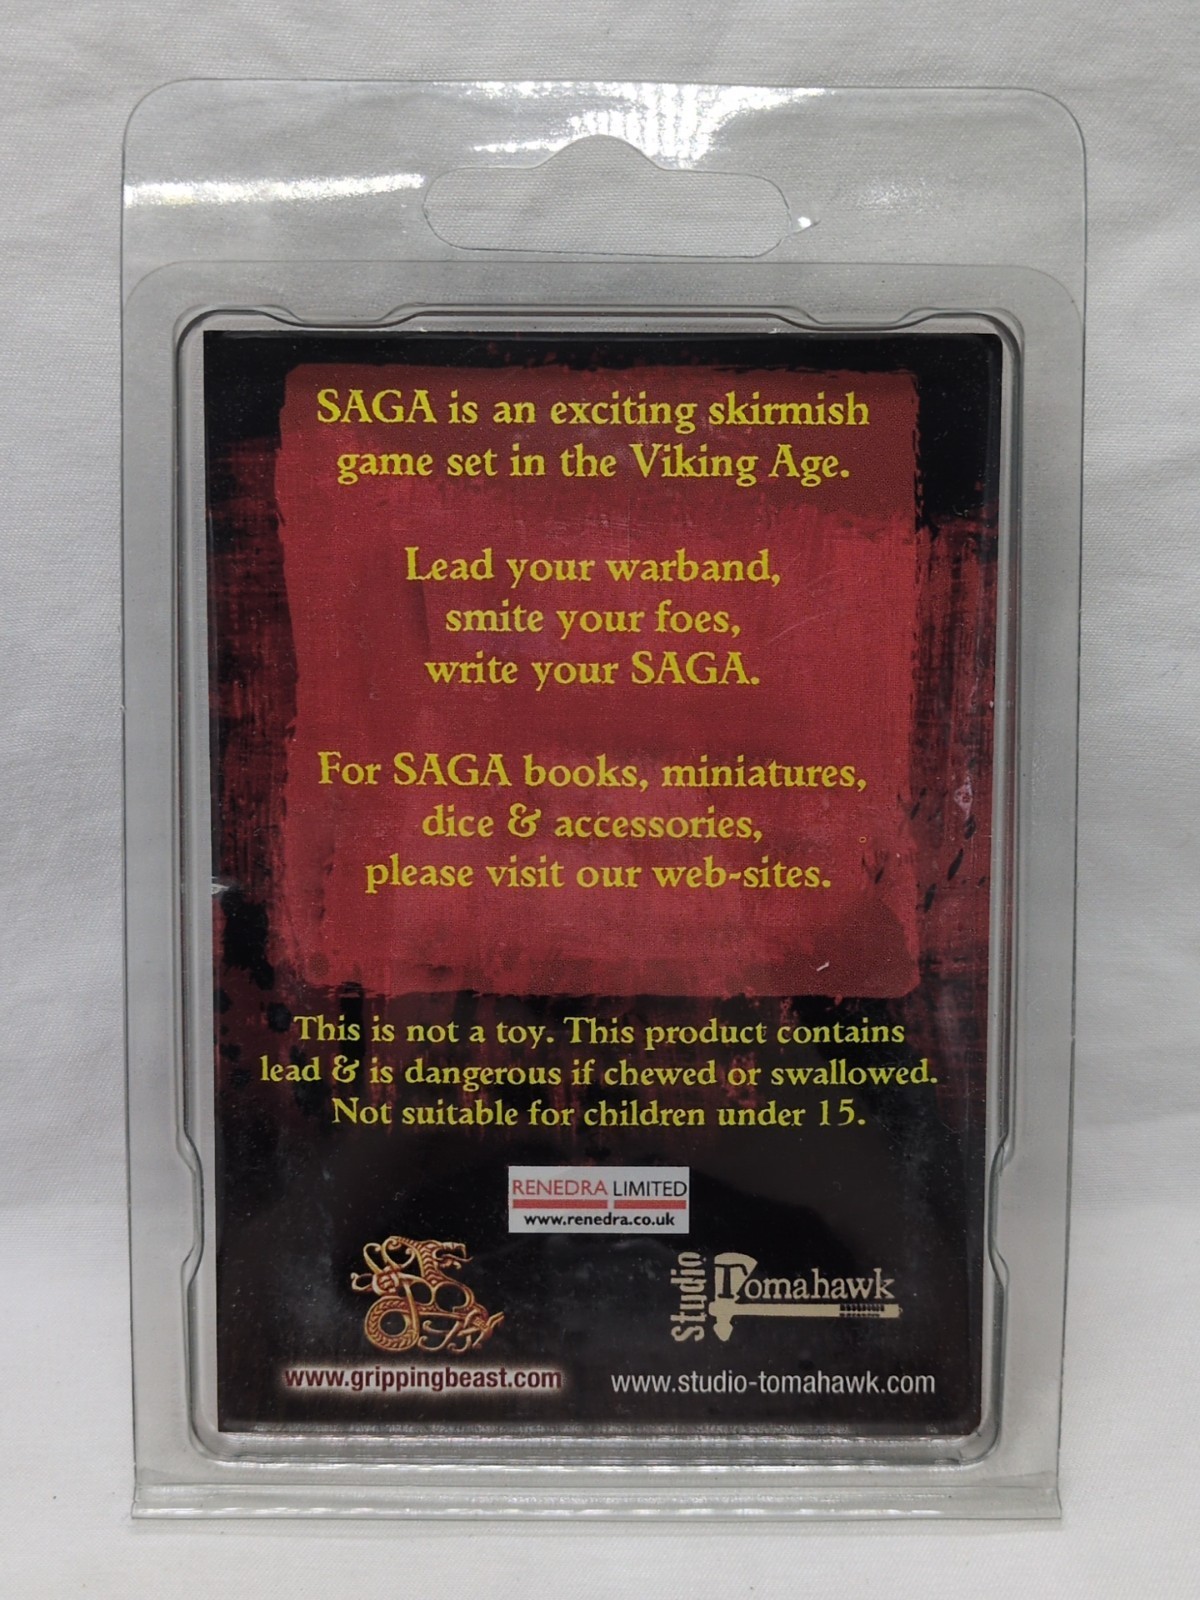 SAGA is an exciting skirmish
game set in the Viking Age.
Lead your warband,
smite your foes,
write your SAGA.
For SAGA books, miniatures,
dice & accessories,
please visit our web-sites.
This is not a toy. This product contains
lead & is dangerous if chewed or swallowed.
Not suitable for children under 15.
RENEDRA LIMITED
www.renedra.co.uk
Studio Tomahawk
www.grippingbeast.com
www.studio-tomahawk.com